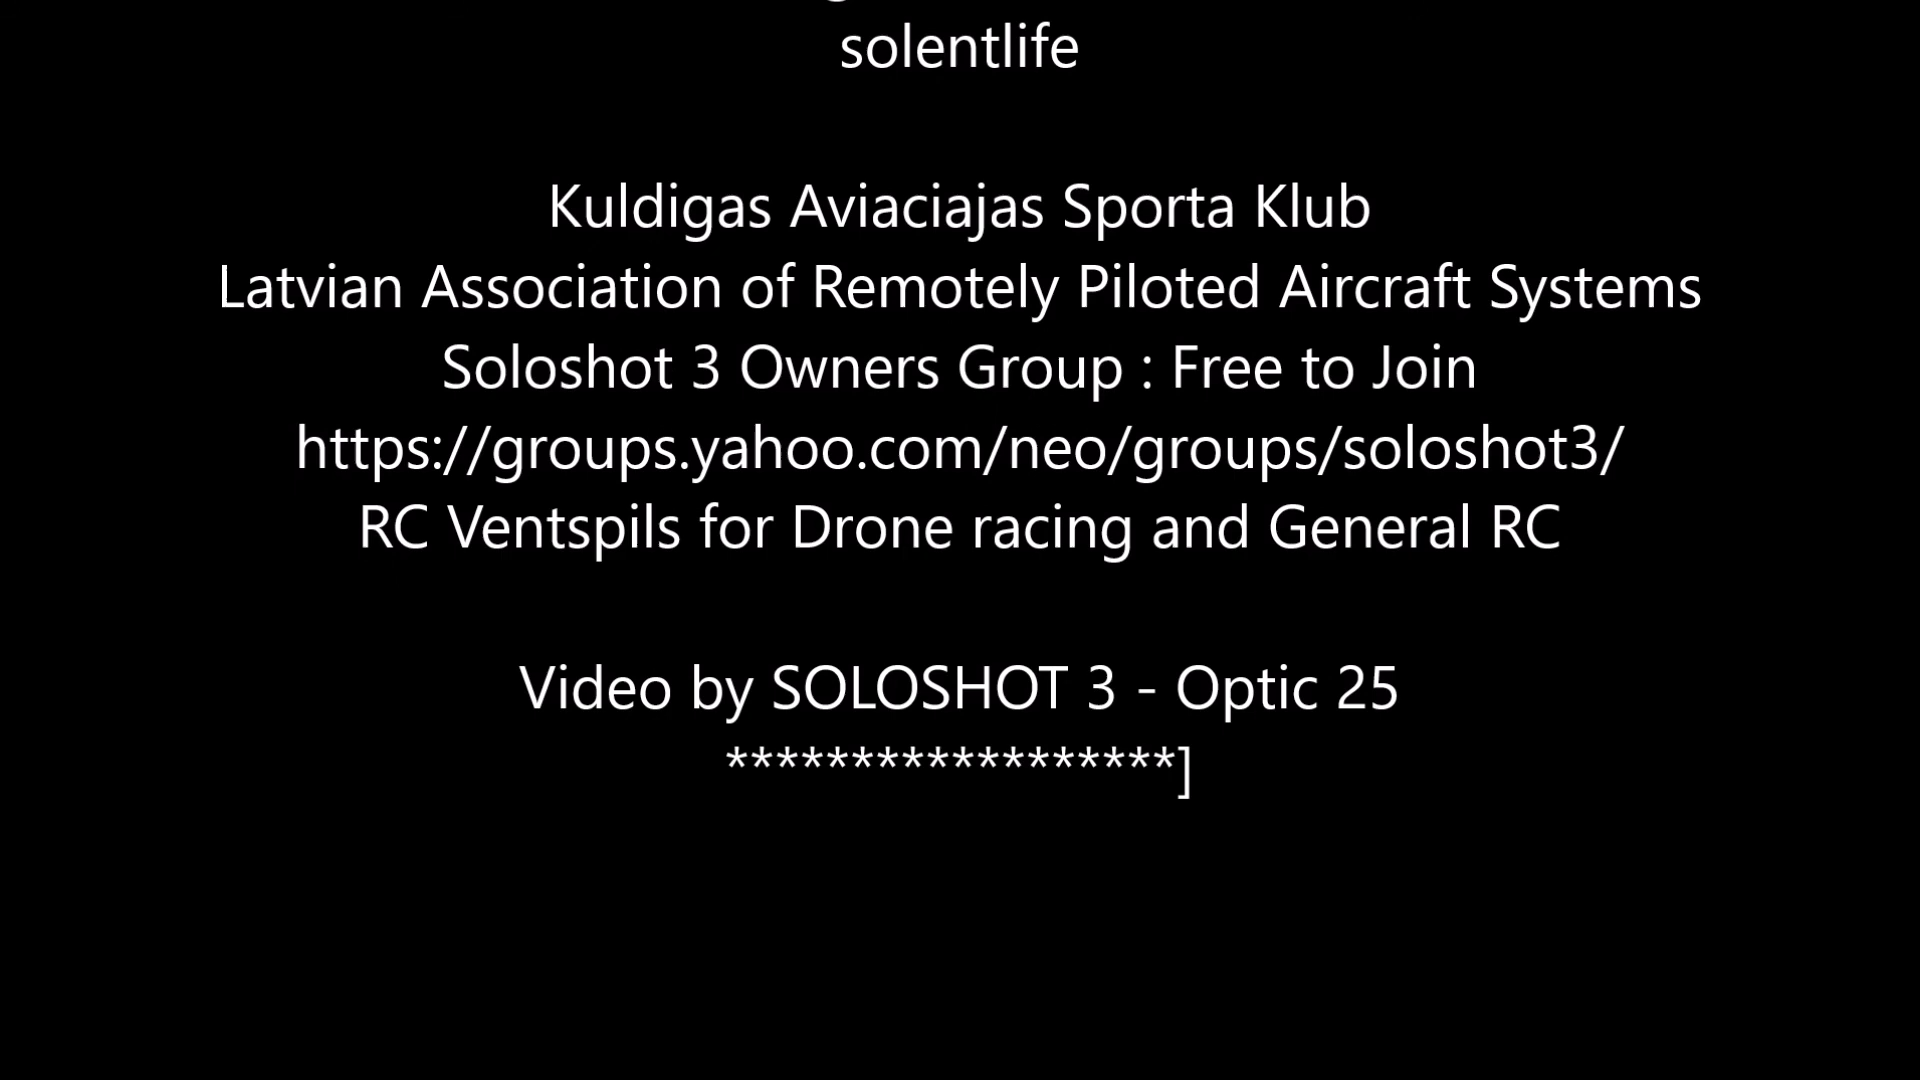 solentlife
Kuldigas Aviaciajas Sporta Klub
Latvian Association of Remotely Piloted Aircraft Systems
Soloshot 3 Owners Group : Free to Join
https://groups.yahoo.com/neo/groups/soloshot3/
RC Ventspils for Drone racing and General RC
Video by SOLOSHOT 3 - Optic 25
******************]